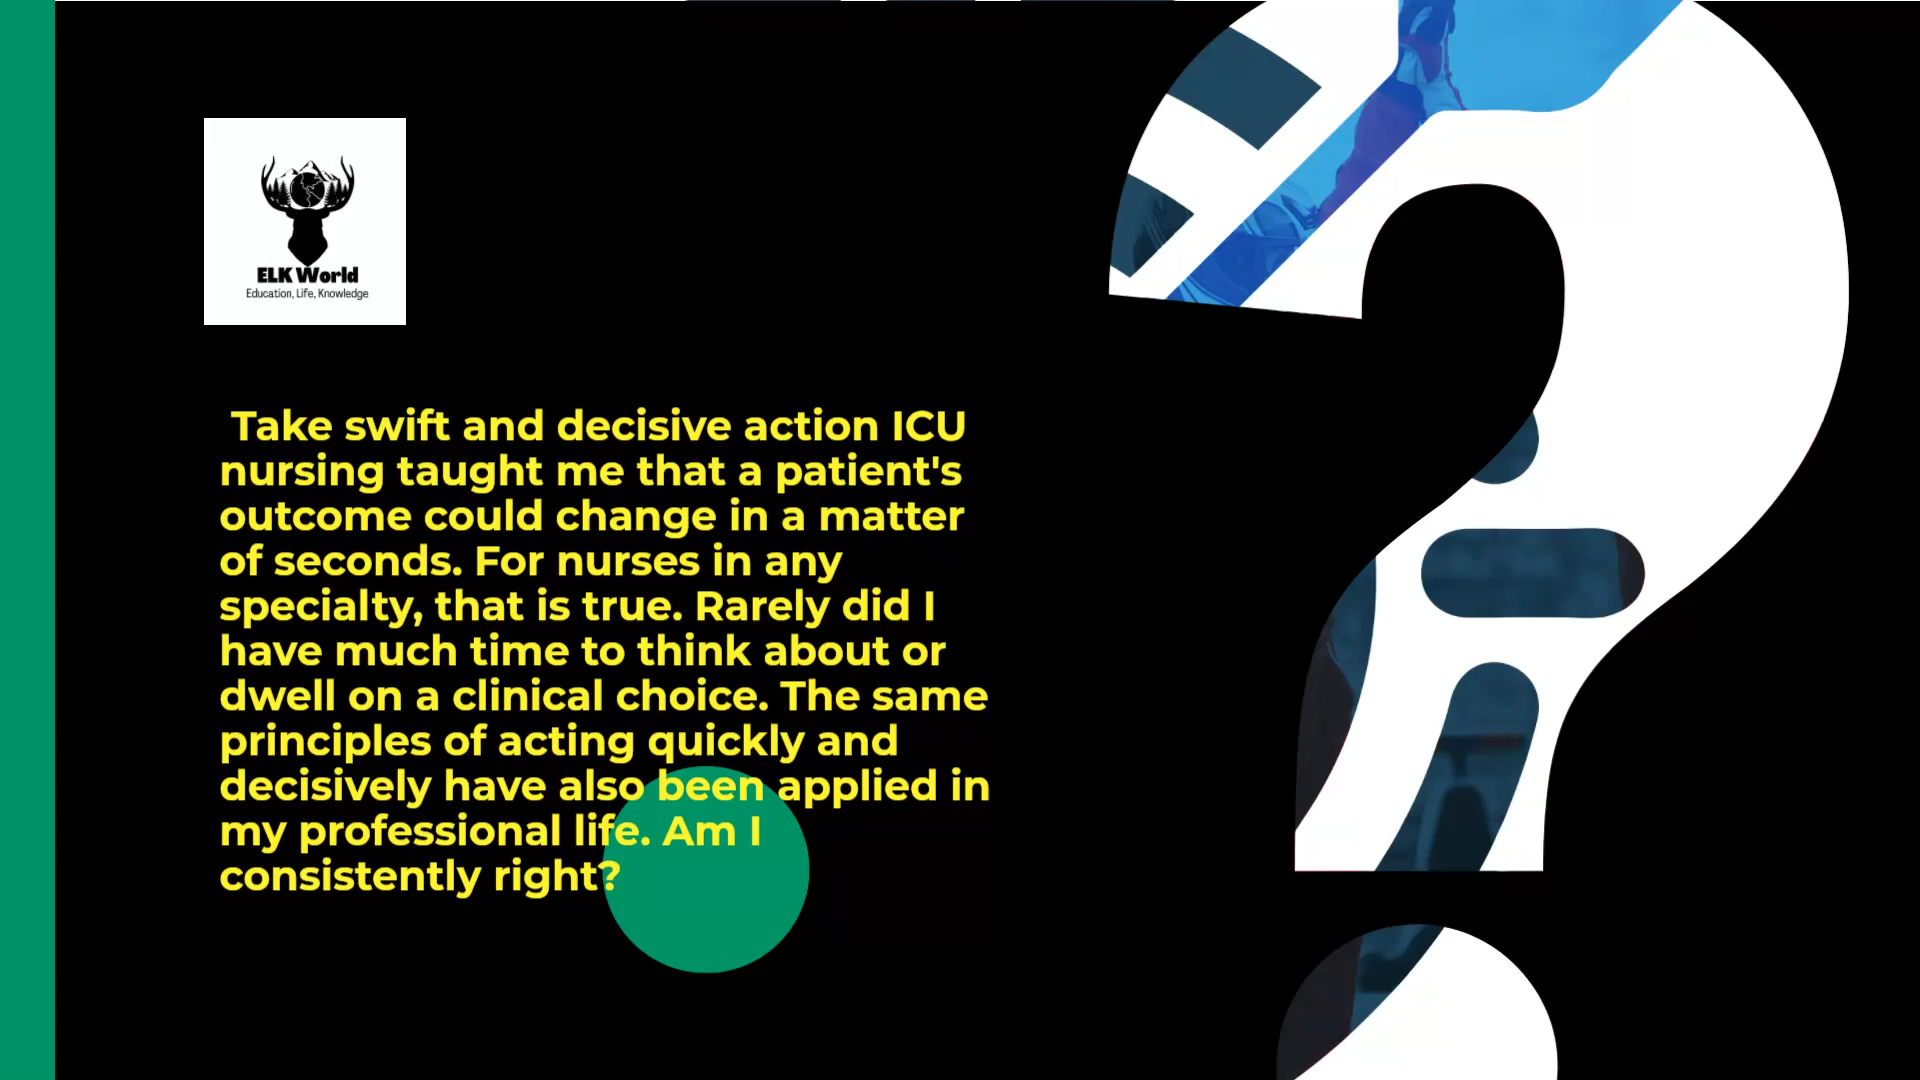 ELK World
Education, Life, Knowledge
Take swift and decisive action ICU
nursing taught me that a patient's
outcome could change in a matter
of seconds. For nurses in any
specialty, that is true. Rarely did I
have much time to think about or
dwell on a clinical choice. The same
principles of acting quickly and
decisively have also been applied in
my professional life. Am I
consistently right?